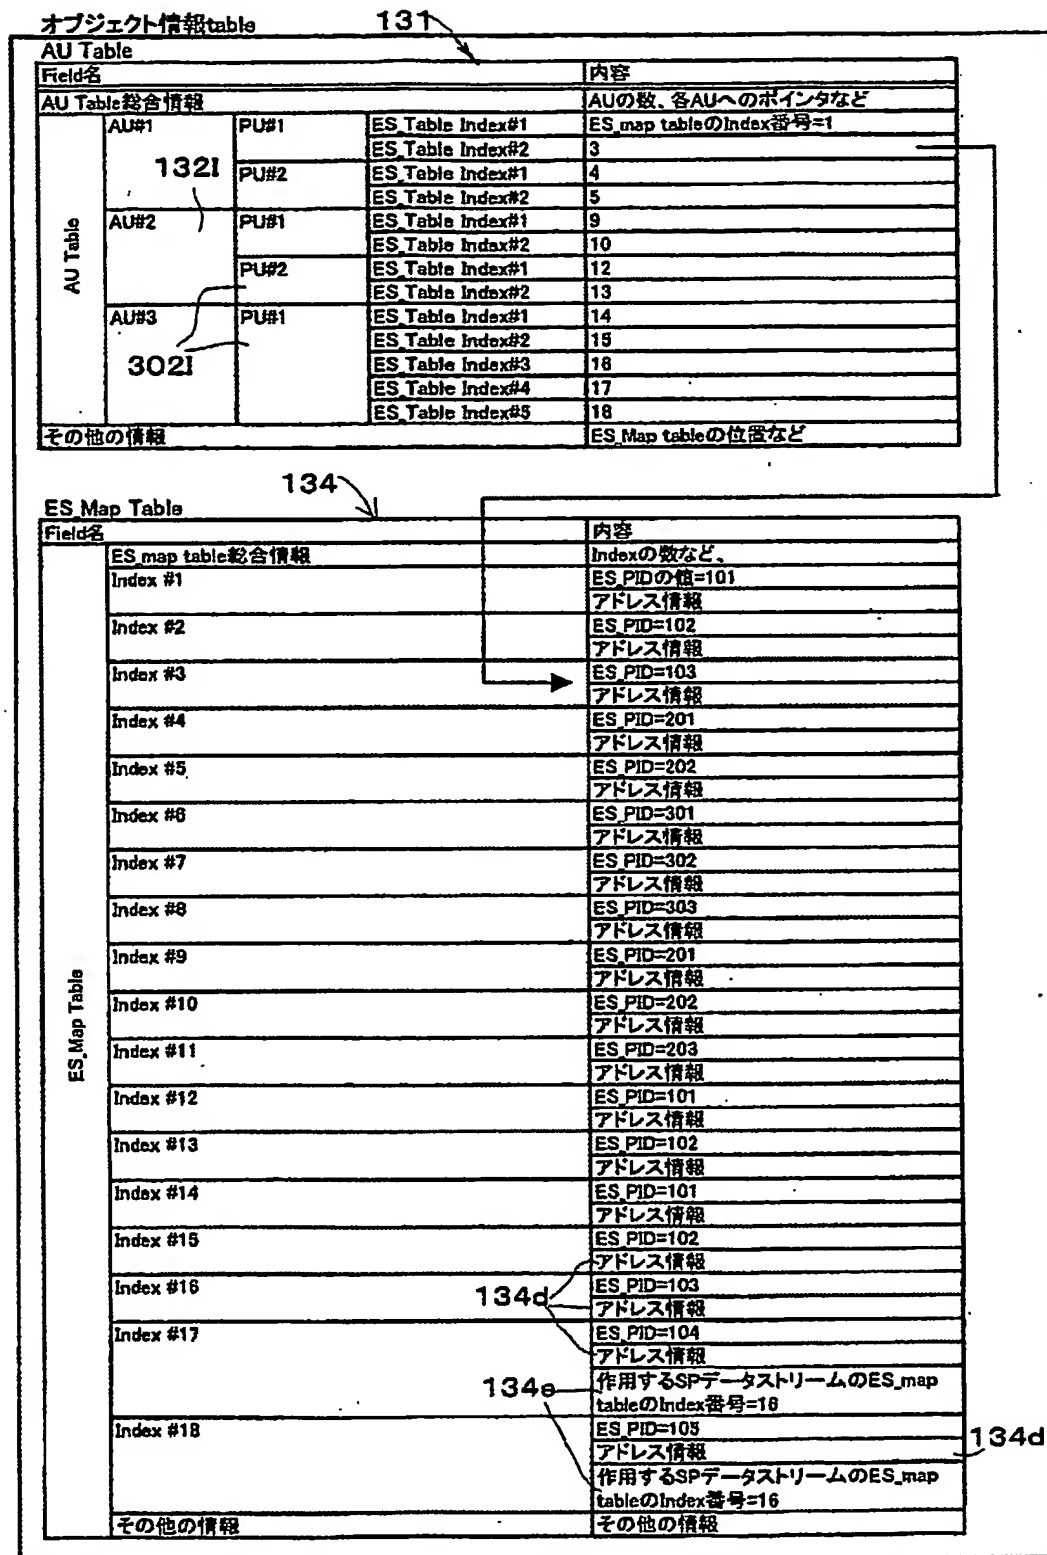 オブジェクト情報table 131
AU Table
Field名 内容
AU Table総合情報 AUの数、各AUへのポインタなど
AU Table
AU#1 PU#1 ES_Table Index#1 ES_map tableのIndex番号=1
ES_Table Index#2 3
132I PU#2 ES_Table Index#1 4
ES_Table Index#2 5
AU#2 PU#1 ES_Table Index#1 9
ES_Table Index#2 10
PU#2 ES_Table Index#1 12
ES_Table Index#2 13
AU#3 PU#1 ES_Table Index#1 14
ES_Table Index#2 15
302I ES_Table Index#3 16
ES_Table Index#4 17
ES_Table Index#5 18
その他の情報 ES_Map tableの位置など
134
ES_Map Table
Field名 内容
ES_Map Table
ES_map table総合情報 Indexの数など、
Index #1 ES_PIDの値=101
アドレス情報
Index #2 ES_PID=102
アドレス情報
Index #3 ES_PID=103
アドレス情報
Index #4 ES_PID=201
アドレス情報
Index #5 ES_PID=202
アドレス情報
Index #6 ES_PID=301
アドレス情報
Index #7 ES_PID=302
アドレス情報
Index #8 ES_PID=303
アドレス情報
Index #9 ES_PID=201
アドレス情報
Index #10 ES_PID=202
アドレス情報
Index #11 ES_PID=203
アドレス情報
Index #12 ES_PID=101
アドレス情報
Index #13 ES_PID=102
アドレス情報
Index #14 ES_PID=101
アドレス情報
Index #15 ES_PID=102
アドレス情報
Index #16 134d ES_PID=103
アドレス情報
Index #17 ES_PID=104
アドレス情報
134e 作用するSPデータストリームのES_map
tableのIndex番号=16
Index #18 ES_PID=105
アドレス情報 134d
作用するSPデータストリームのES_map
tableのIndex番号=16
その他の情報 その他の情報